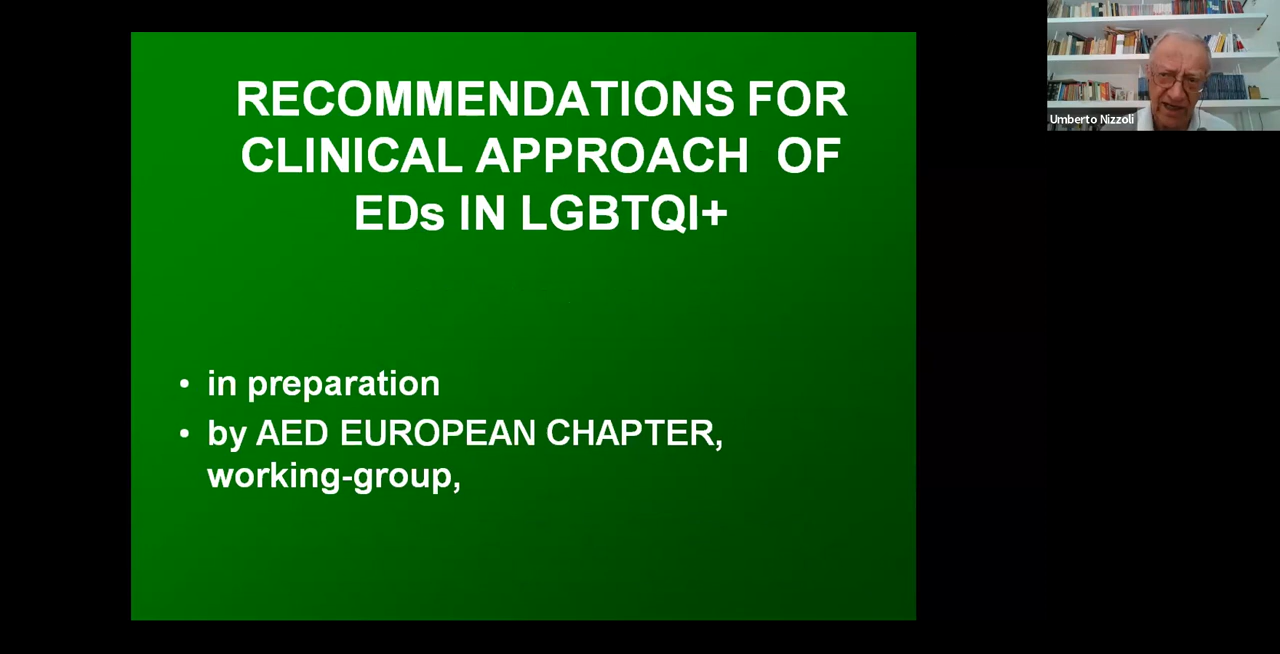 RECOMMENDATIONS FOR
CLINICAL APPROACH OF
EDs IN LGBTQI+
• in preparation
• by AED EUROPEAN CHAPTER,
working-group,
Umberto Nizzoli